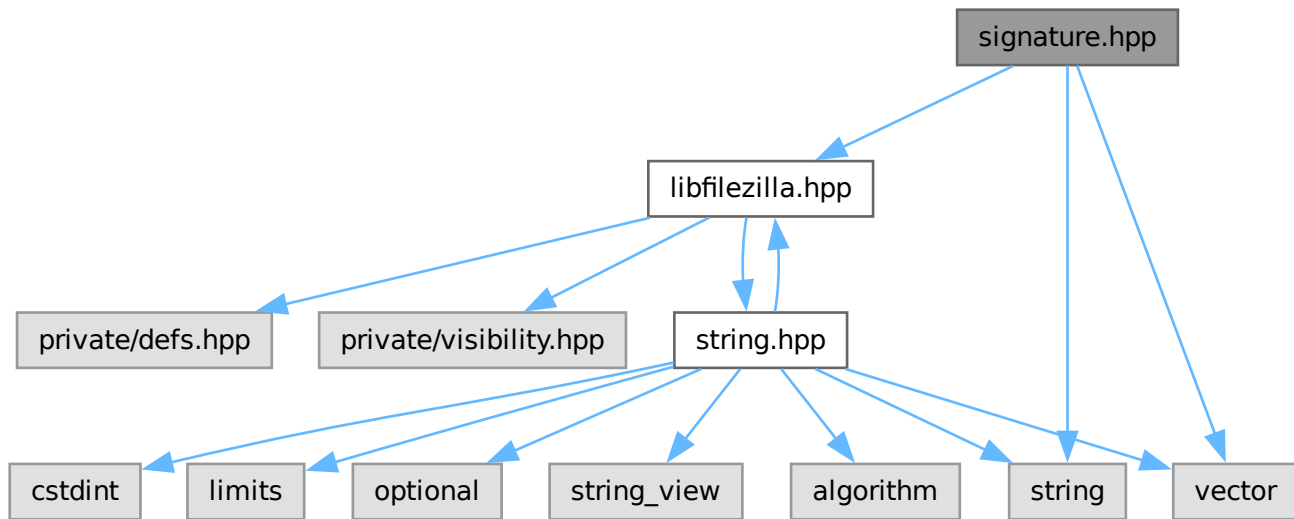 signature.hpp
libfilezilla.hpp
private/defs.hpp
private/visibility.hpp
string.hpp
cstdint
limits
optional
string_view
algorithm
string
vector